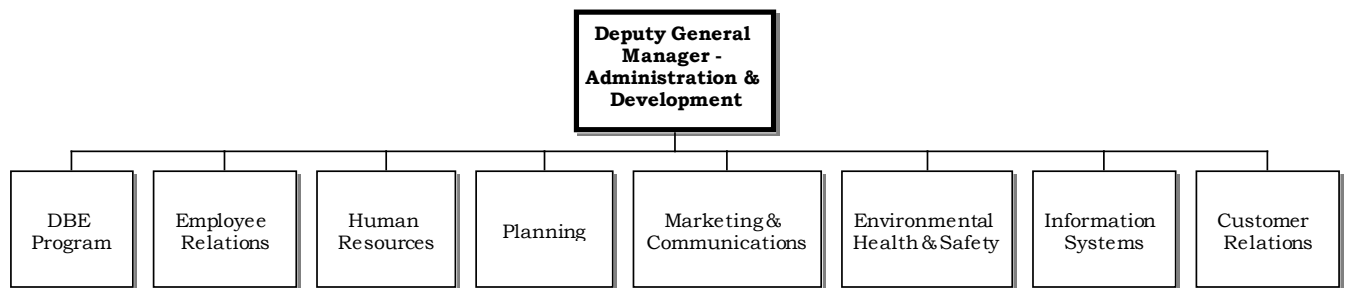 Deputy General
Manager -
Administration &
Development
DBE
Program
Employee
Relations
Human
Resources
Planning
Marketing &
Communications
Environmental
Health & Safety
Information
Systems
Customer
Relations